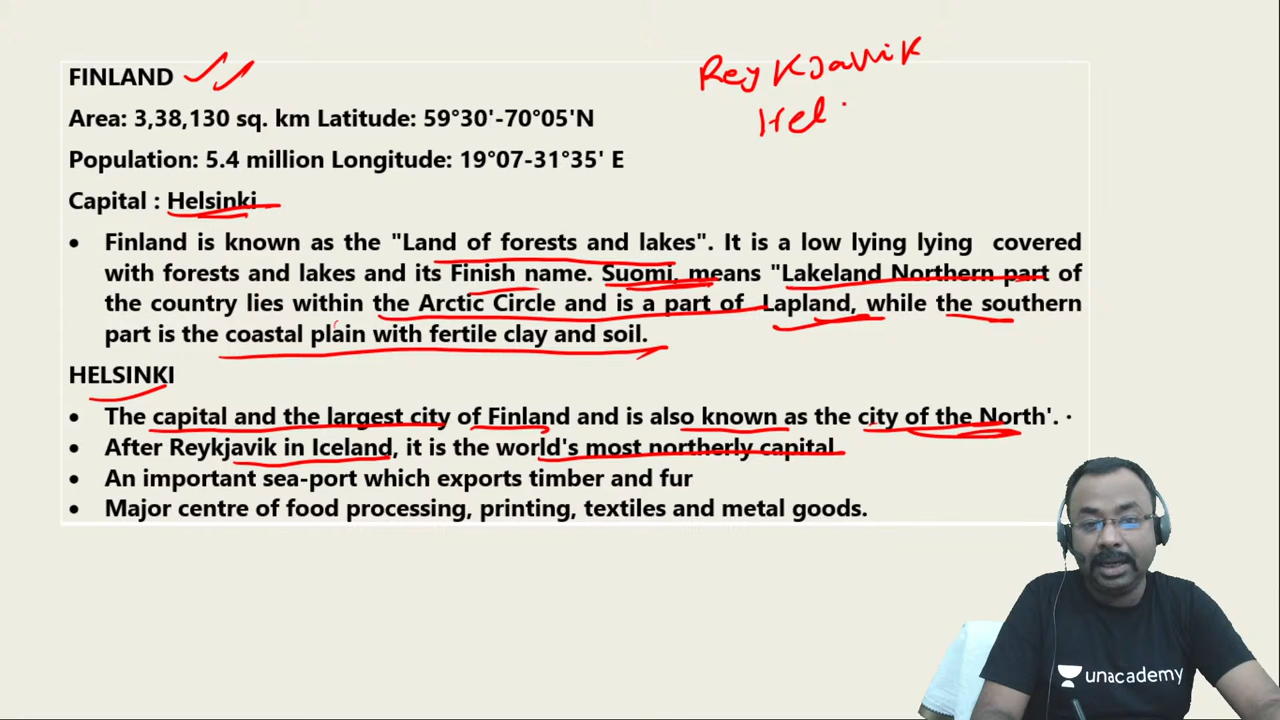 FINLAND
Reykjavik
Hel
Area: 3,38,130 sq. km Latitude: 59°30'-70°05'N
Population: 5.4 million Longitude: 19°07-31°35' E
Capital : Helsinki
• Finland is known as the "Land of forests and lakes". It is a low lying lying covered
with forests and lakes and its Finish name. Suomi, means "Lakeland Northern part of
the country lies within the Arctic Circle and is a part of Lapland, while the southern
part is the coastal plain with fertile clay and soil.
HELSINKI
• The capital and the largest city of Finland and is also known as the city of the North'.
• After Reykjavik in Iceland, it is the world's most northerly capital.
• An important sea-port which exports timber and fur
• Major centre of food processing, printing, textiles and metal goods.
unacademy